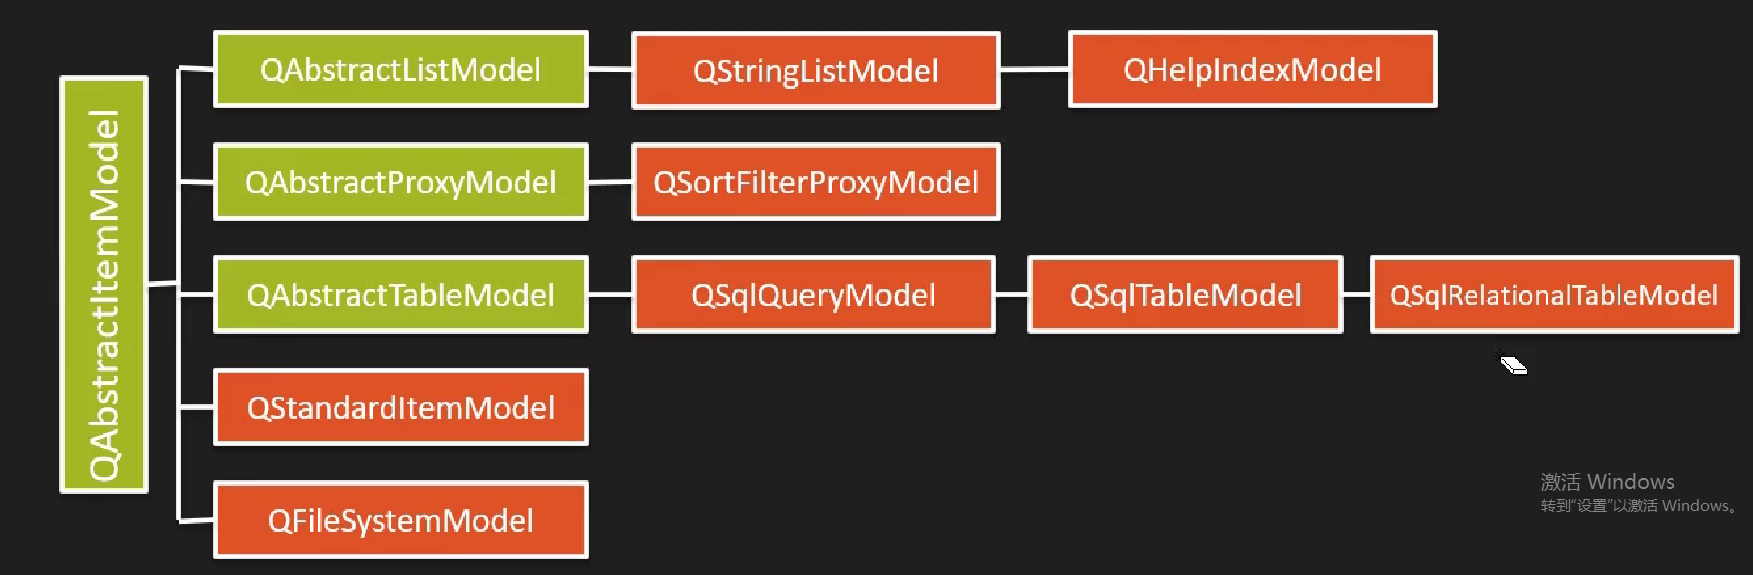 QAbstractItemModel
QAbstractListModel
QStringListModel
QHelpIndexModel
QAbstractProxyModel
QSortFilterProxyModel
QAbstractTableModel
QSqlQueryModel
QSqlTableModel
QSqlRelationalTableModel
QStandardItemModel
QFileSystemModel
激活 Windows
转到“设置”以激活 Windows。